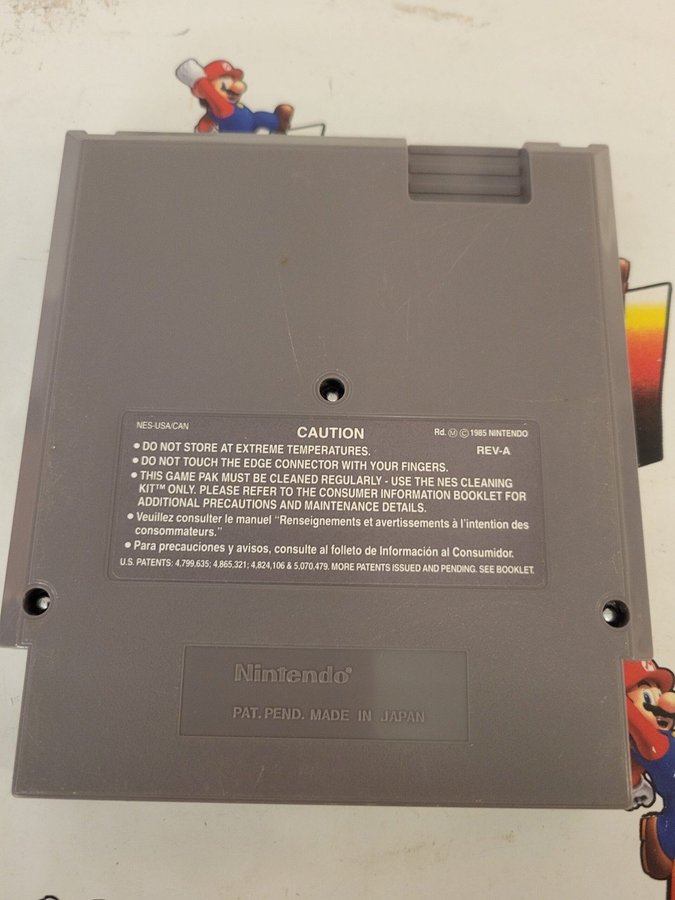 NES-USA/CAN
CAUTION
Rd. Ⓜ © 1985 NINTENDO
REV-A
• DO NOT STORE AT EXTREME TEMPERATURES.
• DO NOT TOUCH THE EDGE CONNECTOR WITH YOUR FINGERS.
• THIS GAME PAK MUST BE CLEANED REGULARLY - USE THE NES CLEANING
KIT™ ONLY. PLEASE REFER TO THE CONSUMER INFORMATION BOOKLET FOR
ADDITIONAL PRECAUTIONS AND MAINTENANCE DETAILS.
• Veuillez consulter le manuel "Renseignements et avertissements à l'intention des
consommateurs."
• Para precauciones y avisos, consulte al folleto de Información al Consumidor.
U.S. PATENTS: 4,799,635; 4,865,321; 4,824,106 & 5,070,479. MORE PATENTS ISSUED AND PENDING. SEE BOOKLET.
Nintendo®
PAT. PEND. MADE IN JAPAN